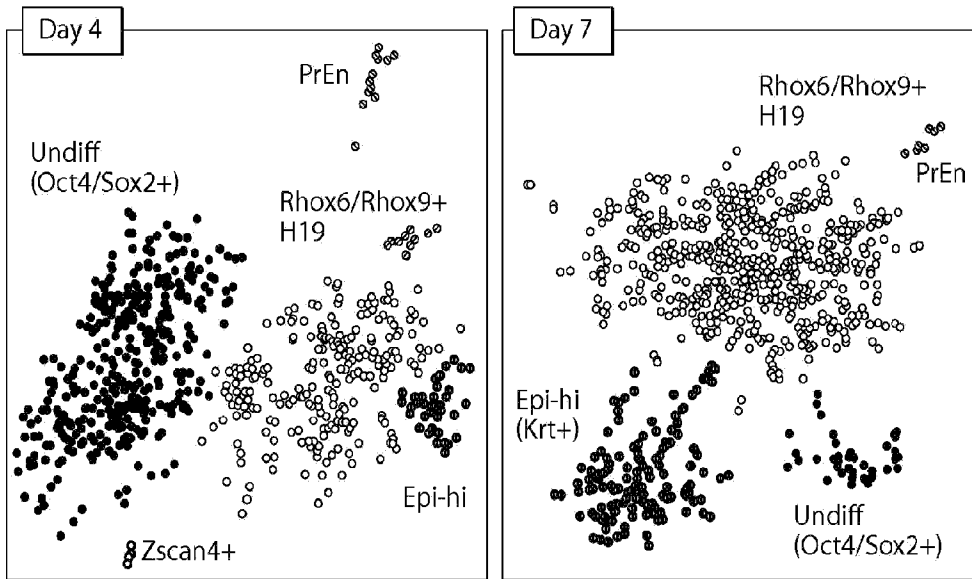 Day 4
PrEn
Undiff
(Oct4/Sox2+)
Rhox6/Rhox9+
H19
Epi-hi
Zscan4+
Day 7
Rhox6/Rhox9+
H19
PrEn
Epi-hi
(Krt+)
Undiff
(Oct4/Sox2+)